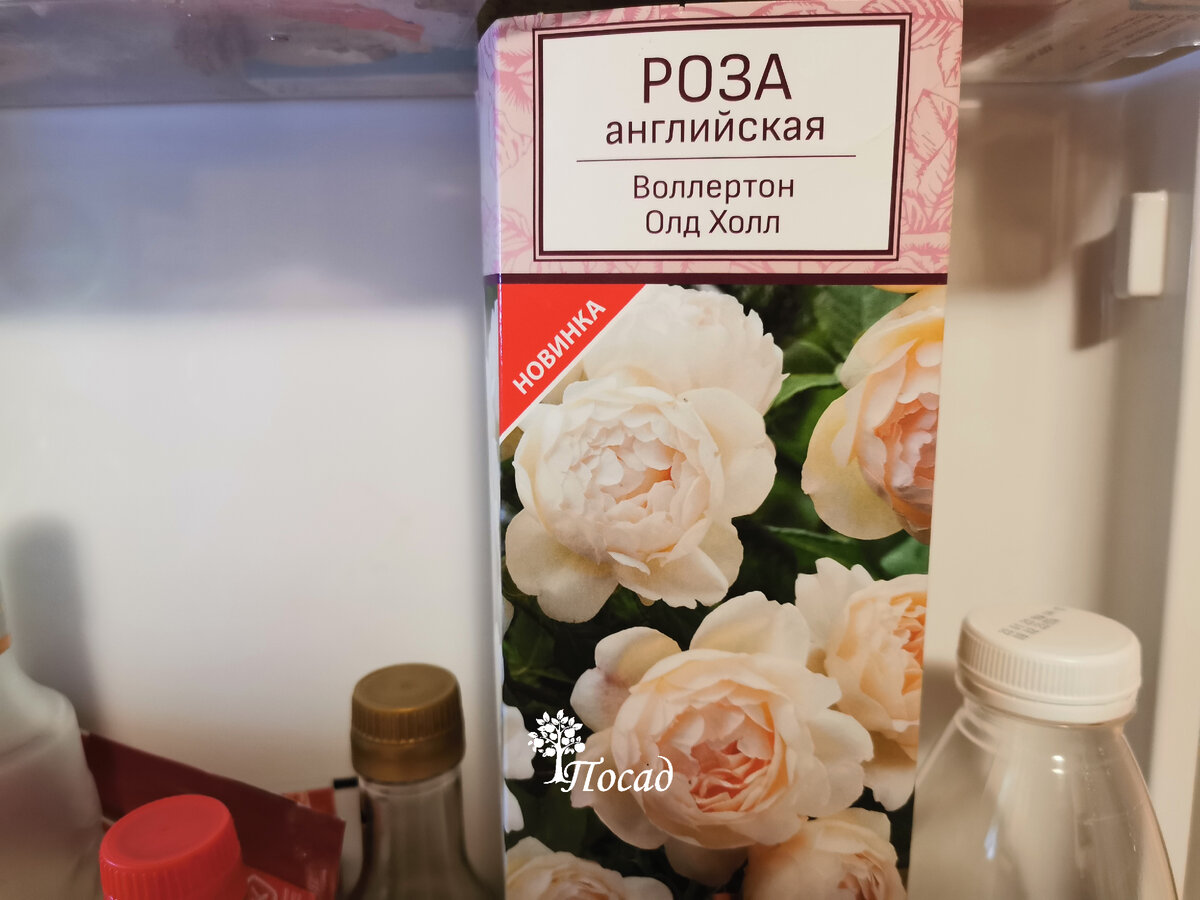 РОЗА
английская
Воллертон
Олд Холл
НОВИНКА
Посад